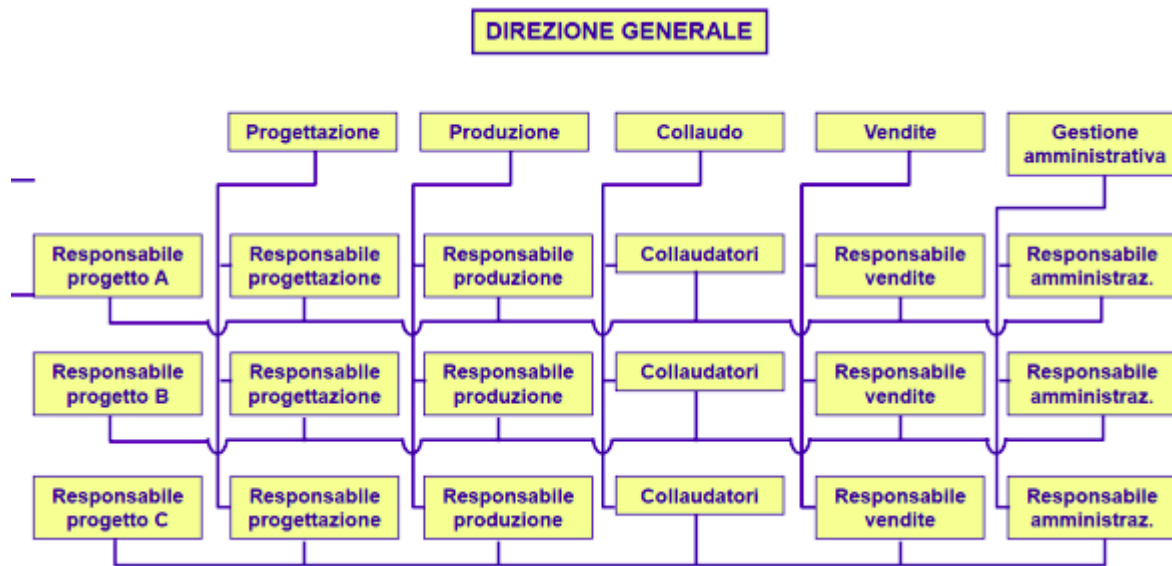 DIREZIONE GENERALE
Progettazione
Produzione
Collaudo
Vendite
Gestione
amministrativa
Responsabile
progetto A
Responsabile
progettazione
Responsabile
produzione
Collaudatori
Responsabile
vendite
Responsabile
amministraz.
Responsabile
progetto B
Responsabile
progettazione
Responsabile
produzione
Collaudatori
Responsabile
vendite
Responsabile
amministraz.
Responsabile
progetto C
Responsabile
progettazione
Responsabile
produzione
Collaudatori
Responsabile
vendite
Responsabile
amministraz.